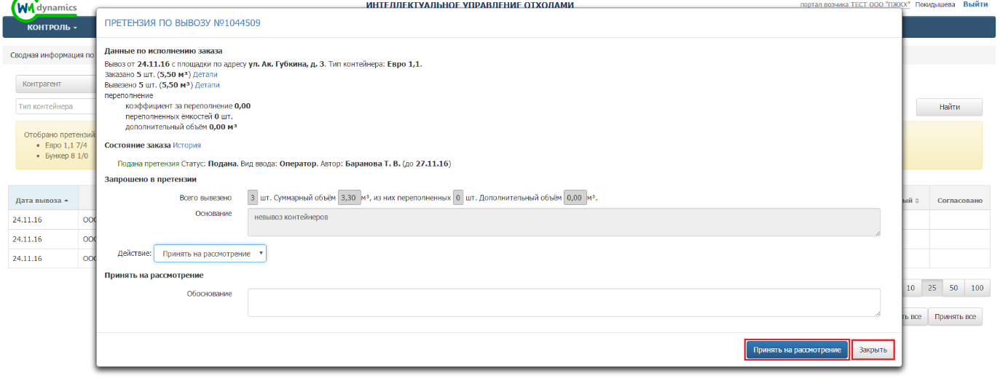 WM dynamics
ИНТЕЛЛЕКТУАЛЬНОЕ УПРАВЛЕНИЕ ОТХОДАМИ
портал возчика ТЕСТ ООО "ПЖКХ" Покидышева Выйти
КОНТРОЛЬ
Сводная информация по
Контрагент
Тип контейнера
Найти
Отобрано претензий
Евро 1,1 7/4
Бункер 8 1/0
Дата вывоза
ый
Согласовано
24.11.16 ООО
24.11.16 ООО
24.11.16 ООО
10 25 50 100
ть все Принять все
ПРЕТЕНЗИЯ ПО ВЫВОЗУ №1044509
Данные по исполнению заказа
Вывоз от 24.11.16 с площадки по адресу ул. Ак. Губкина, д. 3. Тип контейнера: Евро 1,1.
Заказано 5 шт. (5,50 м³) Детали
Вывезено 5 шт. (5,50 м³) Детали
переполнение
коэффициент за переполнение 0,00
переполненных ёмкостей 0 шт.
дополнительный объём 0,00 м³
Состояние заказа История
Подана претензия Статус: Подана. Вид ввода: Оператор. Автор: Баранова Т. В. (до 27.11.16)
Запрошено в претензии
Всего вывезено 3 шт. Суммарный объём 3,30 м³, из них переполненных 0 шт. Дополнительный объём 0,00 м³.
Основание невывоз контейнеров
Действие: Принять на рассмотрение
Принять на рассмотрение
Обоснование
Принять на рассмотрение Закрыть